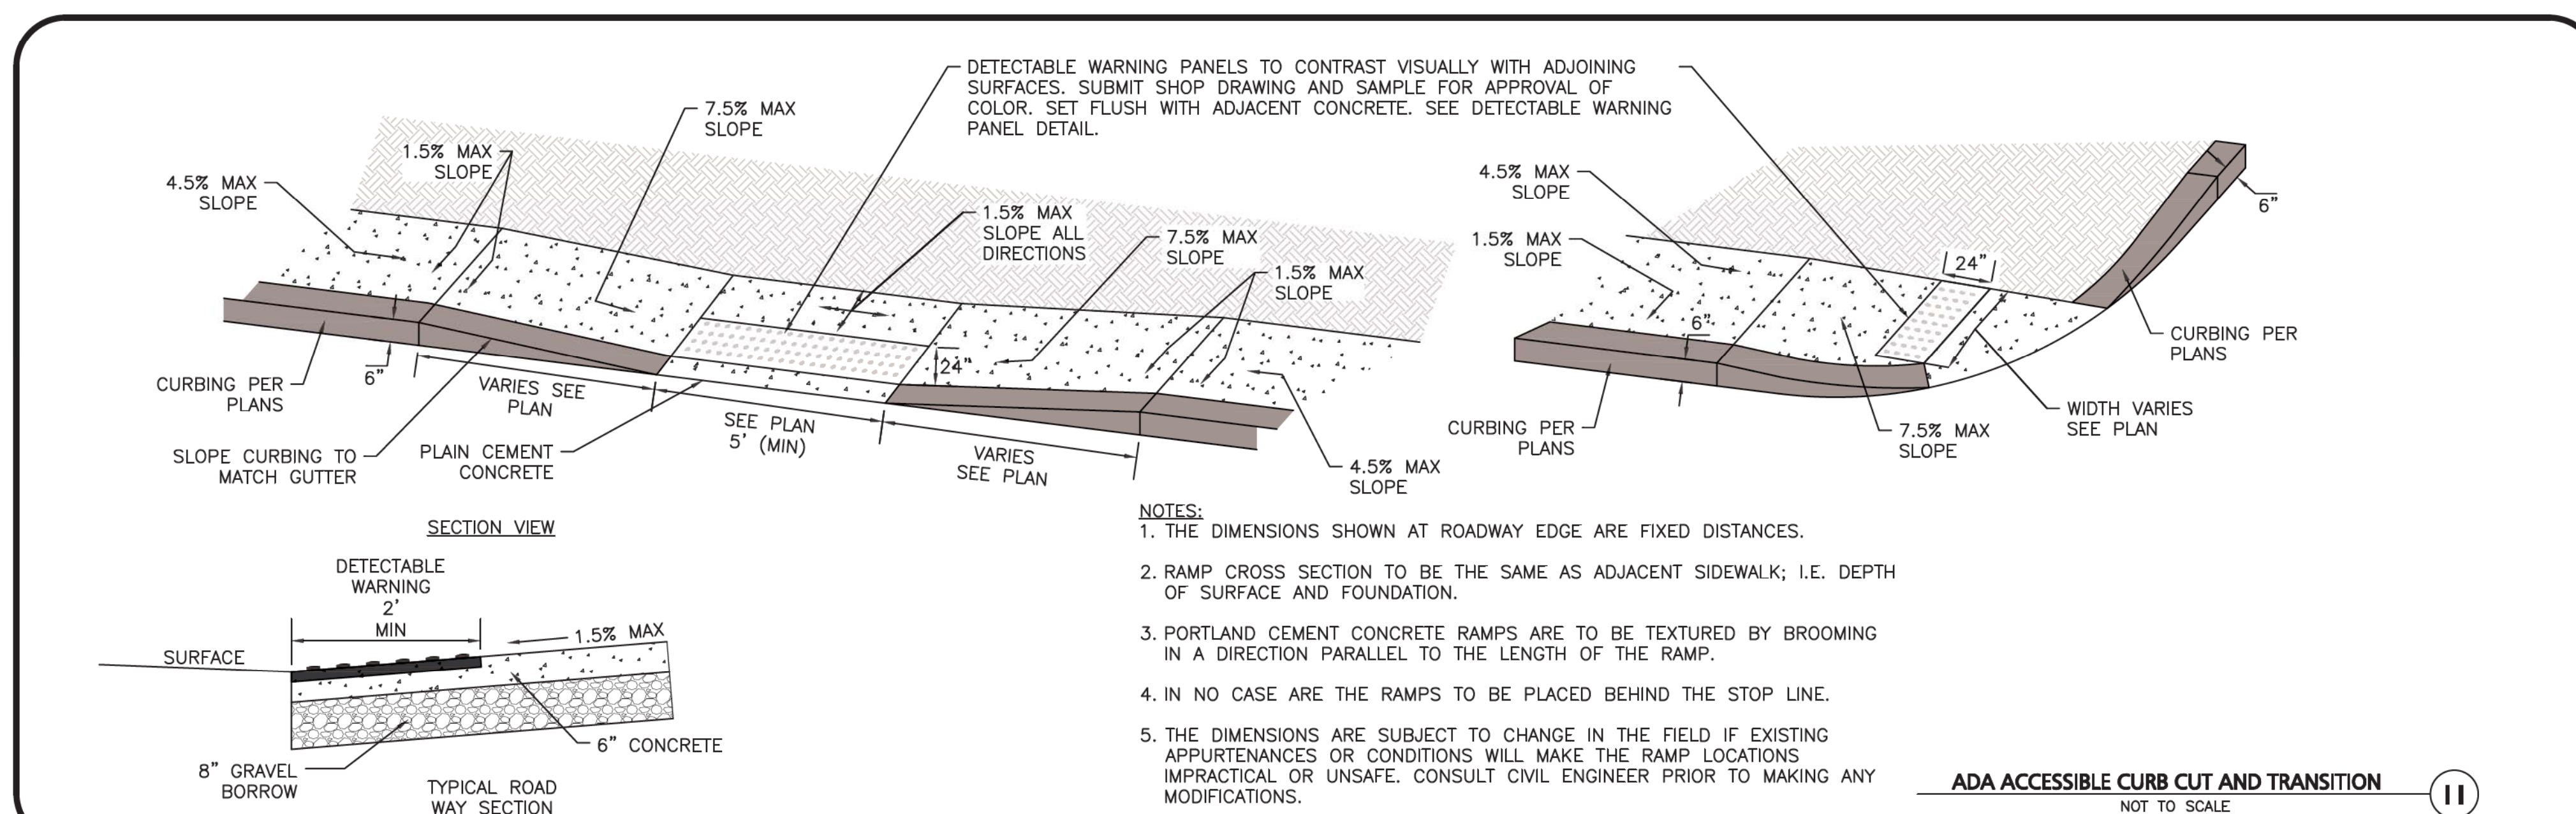 DETECTABLE WARNING PANELS TO CONTRAST VISUALLY WITH ADJOINING
SURFACES. SUBMIT SHOP DRAWING AND SAMPLE FOR APPROVAL OF
COLOR. SET FLUSH WITH ADJACENT CONCRETE. SEE DETECTABLE WARNING
PANEL DETAIL.
7.5% MAX
SLOPE
1.5% MAX
SLOPE
4.5% MAX
SLOPE
1.5% MAX
SLOPE ALL
DIRECTIONS
7.5% MAX
SLOPE
1.5% MAX
SLOPE
24"
6"
CURBING PER
PLANS
VARIES SEE
PLAN
SLOPE CURBING TO
MATCH GUTTER
PLAIN CEMENT
CONCRETE
SEE PLAN
5' (MIN)
VARIES
SEE PLAN
4.5% MAX
SLOPE
4.5% MAX
SLOPE
1.5% MAX
SLOPE
24"
6"
6"
CURBING PER
PLANS
CURBING PER
PLANS
7.5% MAX
SLOPE
WIDTH VARIES
SEE PLAN
SECTION VIEW
DETECTABLE
WARNING
2'
MIN
1.5% MAX
SURFACE
6" CONCRETE
8" GRAVEL
BORROW
TYPICAL ROAD
WAY SECTION
NOTES:
1. THE DIMENSIONS SHOWN AT ROADWAY EDGE ARE FIXED DISTANCES.
2. RAMP CROSS SECTION TO BE THE SAME AS ADJACENT SIDEWALK; I.E. DEPTH
OF SURFACE AND FOUNDATION.
3. PORTLAND CEMENT CONCRETE RAMPS ARE TO BE TEXTURED BY BROOMING
IN A DIRECTION PARALLEL TO THE LENGTH OF THE RAMP.
4. IN NO CASE ARE THE RAMPS TO BE PLACED BEHIND THE STOP LINE.
5. THE DIMENSIONS ARE SUBJECT TO CHANGE IN THE FIELD IF EXISTING
APPURTENANCES OR CONDITIONS WILL MAKE THE RAMP LOCATIONS
IMPRACTICAL OR UNSAFE. CONSULT CIVIL ENGINEER PRIOR TO MAKING ANY
MODIFICATIONS.
ADA ACCESSIBLE CURB CUT AND TRANSITION
NOT TO SCALE
11